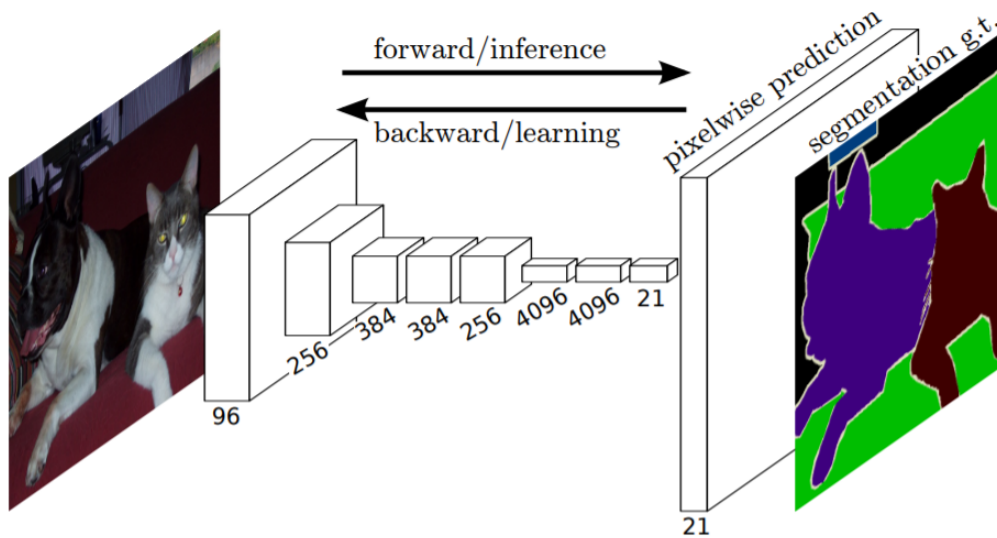 forward/inference
backward/learning
pixelwise prediction
segmentation g.t.
96
256
384
384
256
4096
4096
21
21